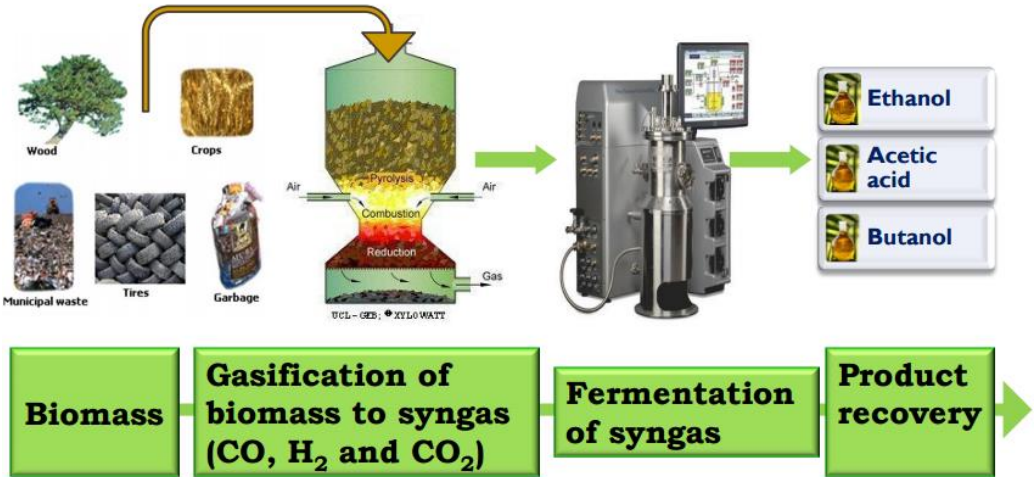 Wood
Crops
Municipal waste
Tires
Garbage
Pyrolysis
Air
Air
Combustion
Reduction
Gas
UCL-GEB; XYLOWATT
Ethanol
Acetic
acid
Butanol
Biomass
Gasification of
biomass to syngas
(CO, H₂ and CO₂)
Fermentation
of syngas
Product
recovery